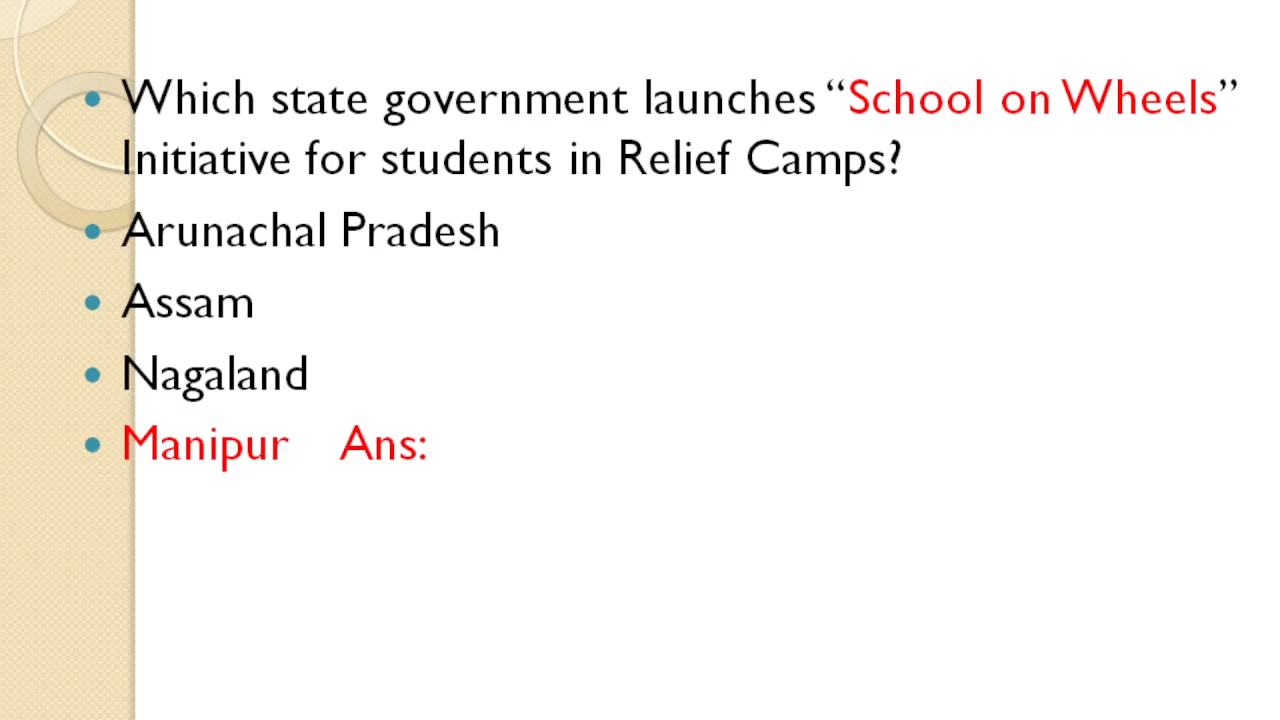 • Which state government launches “School on Wheels”
Initiative for students in Relief Camps?
• Arunachal Pradesh
• Assam
• Nagaland
• Manipur Ans: